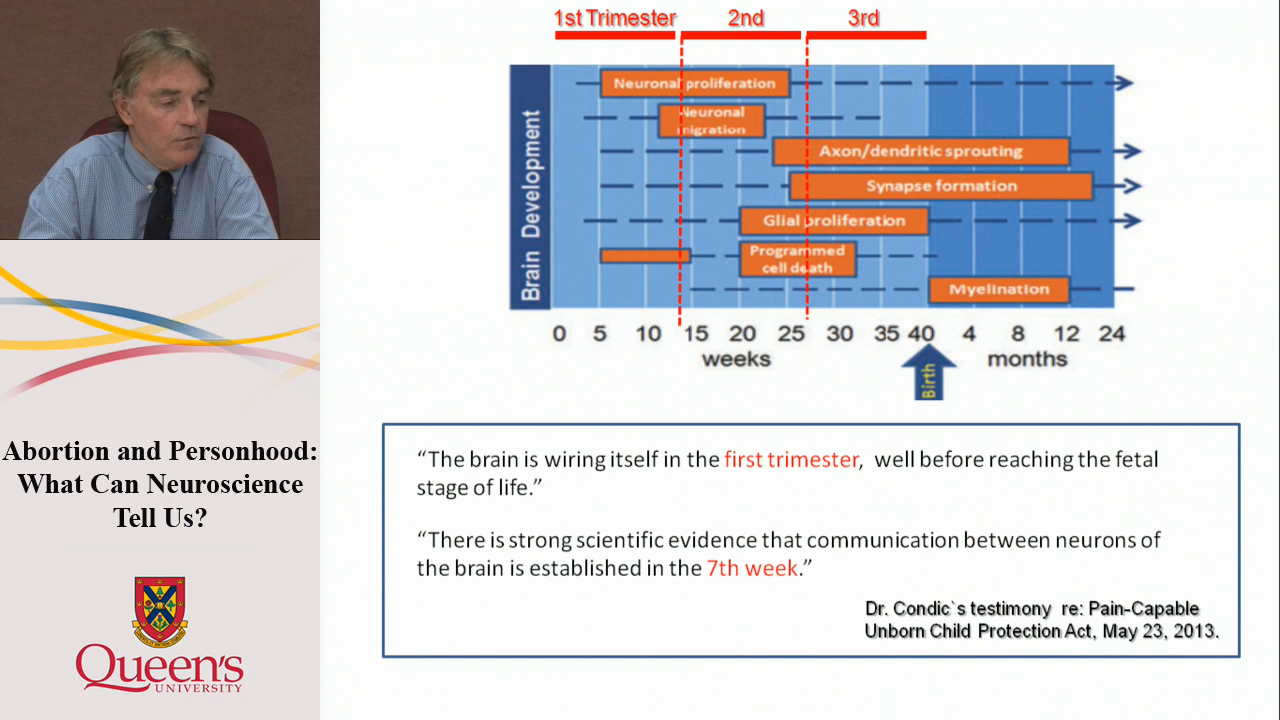 1st Trimester 2nd 3rd
Brain Development
Neuronal proliferation
Neuronal
migration
Axon/dendritic sprouting
Synapse formation
Glial proliferation
Programmed
cell death
Myelination
0 5 10 15 20 25 30 35 40 4 8 12 24
weeks months
Birth
“The brain is wiring itself in the first trimester, well before reaching the fetal
stage of life.”
“There is strong scientific evidence that communication between neurons of
the brain is established in the 7th week.”
Dr. Condic`s testimony re: Pain-Capable
Unborn Child Protection Act, May 23, 2013.
Abortion and Personhood:
What Can Neuroscience
Tell Us?
Queen's
UNIVERSITY